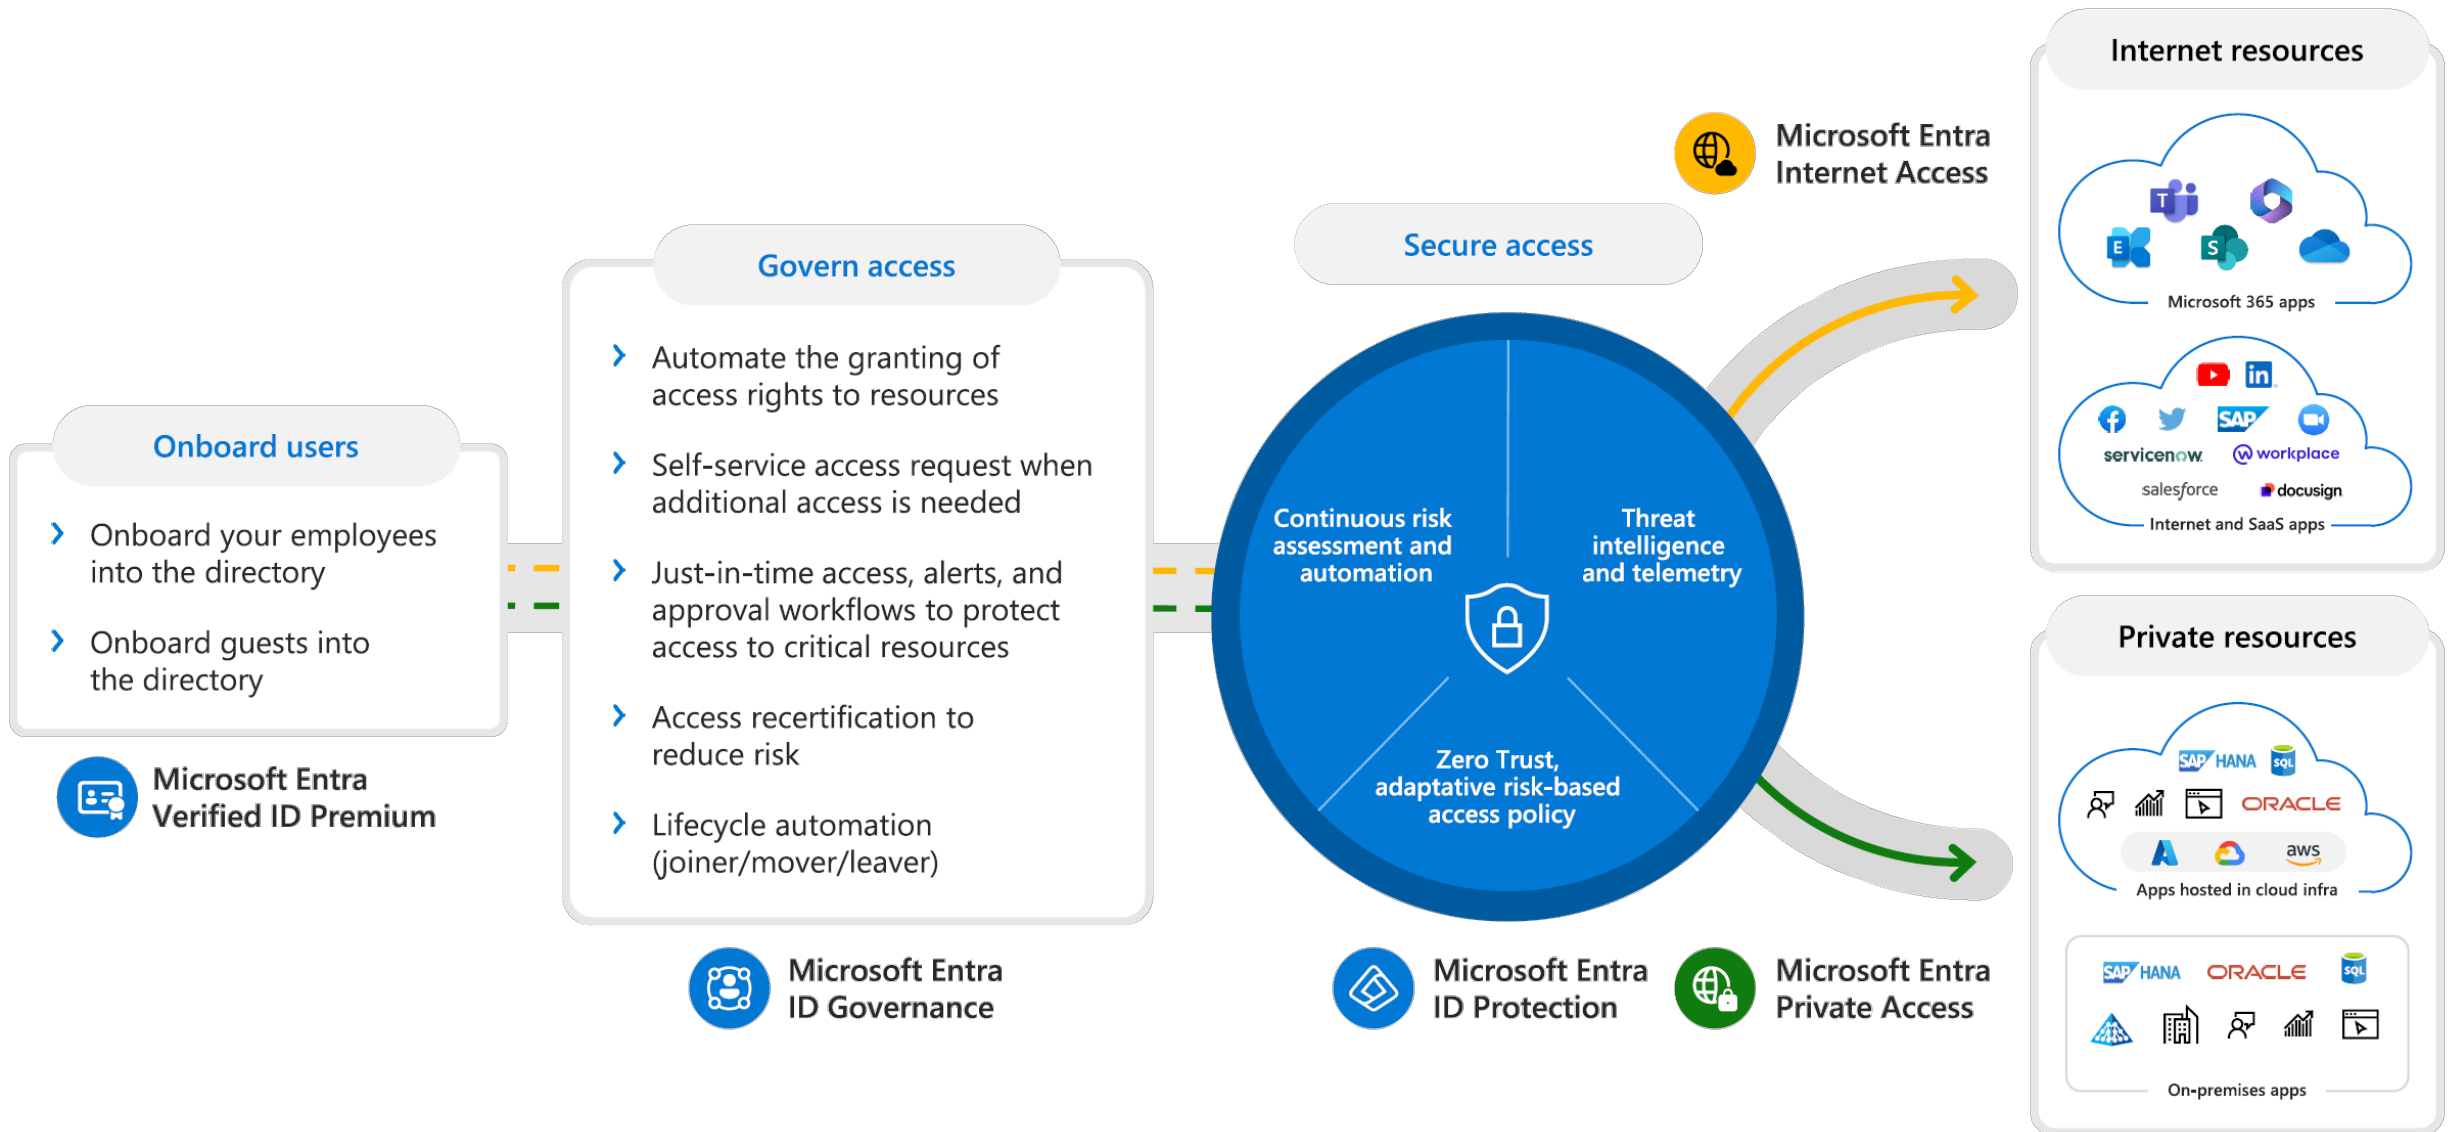 Onboard users
Onboard your employees
into the directory
Onboard guests into
the directory
Microsoft Entra
Verified ID Premium
Govern access
Automate the granting of
access rights to resources
Self-service access request when
additional access is needed
Just-in-time access, alerts, and
approval workflows to protect
access to critical resources
Access recertification to
reduce risk
Lifecycle automation
(joiner/mover/leaver)
Microsoft Entra
ID Governance
Secure access
Continuous risk
assessment and
automation
Threat
intelligence
and telemetry
Zero Trust,
adaptative risk-based
access policy
Microsoft Entra
ID Protection
Microsoft Entra
Internet Access
Microsoft Entra
Private Access
Internet resources
T
E
S
Microsoft 365 apps
in
SAP
servicenow
workplace
salesforce
docusign
Internet and SaaS apps
Private resources
SAP HANA
SQL
ORACLE
aws
Apps hosted in cloud infra
SAP HANA
ORACLE
SQL
On-premises apps